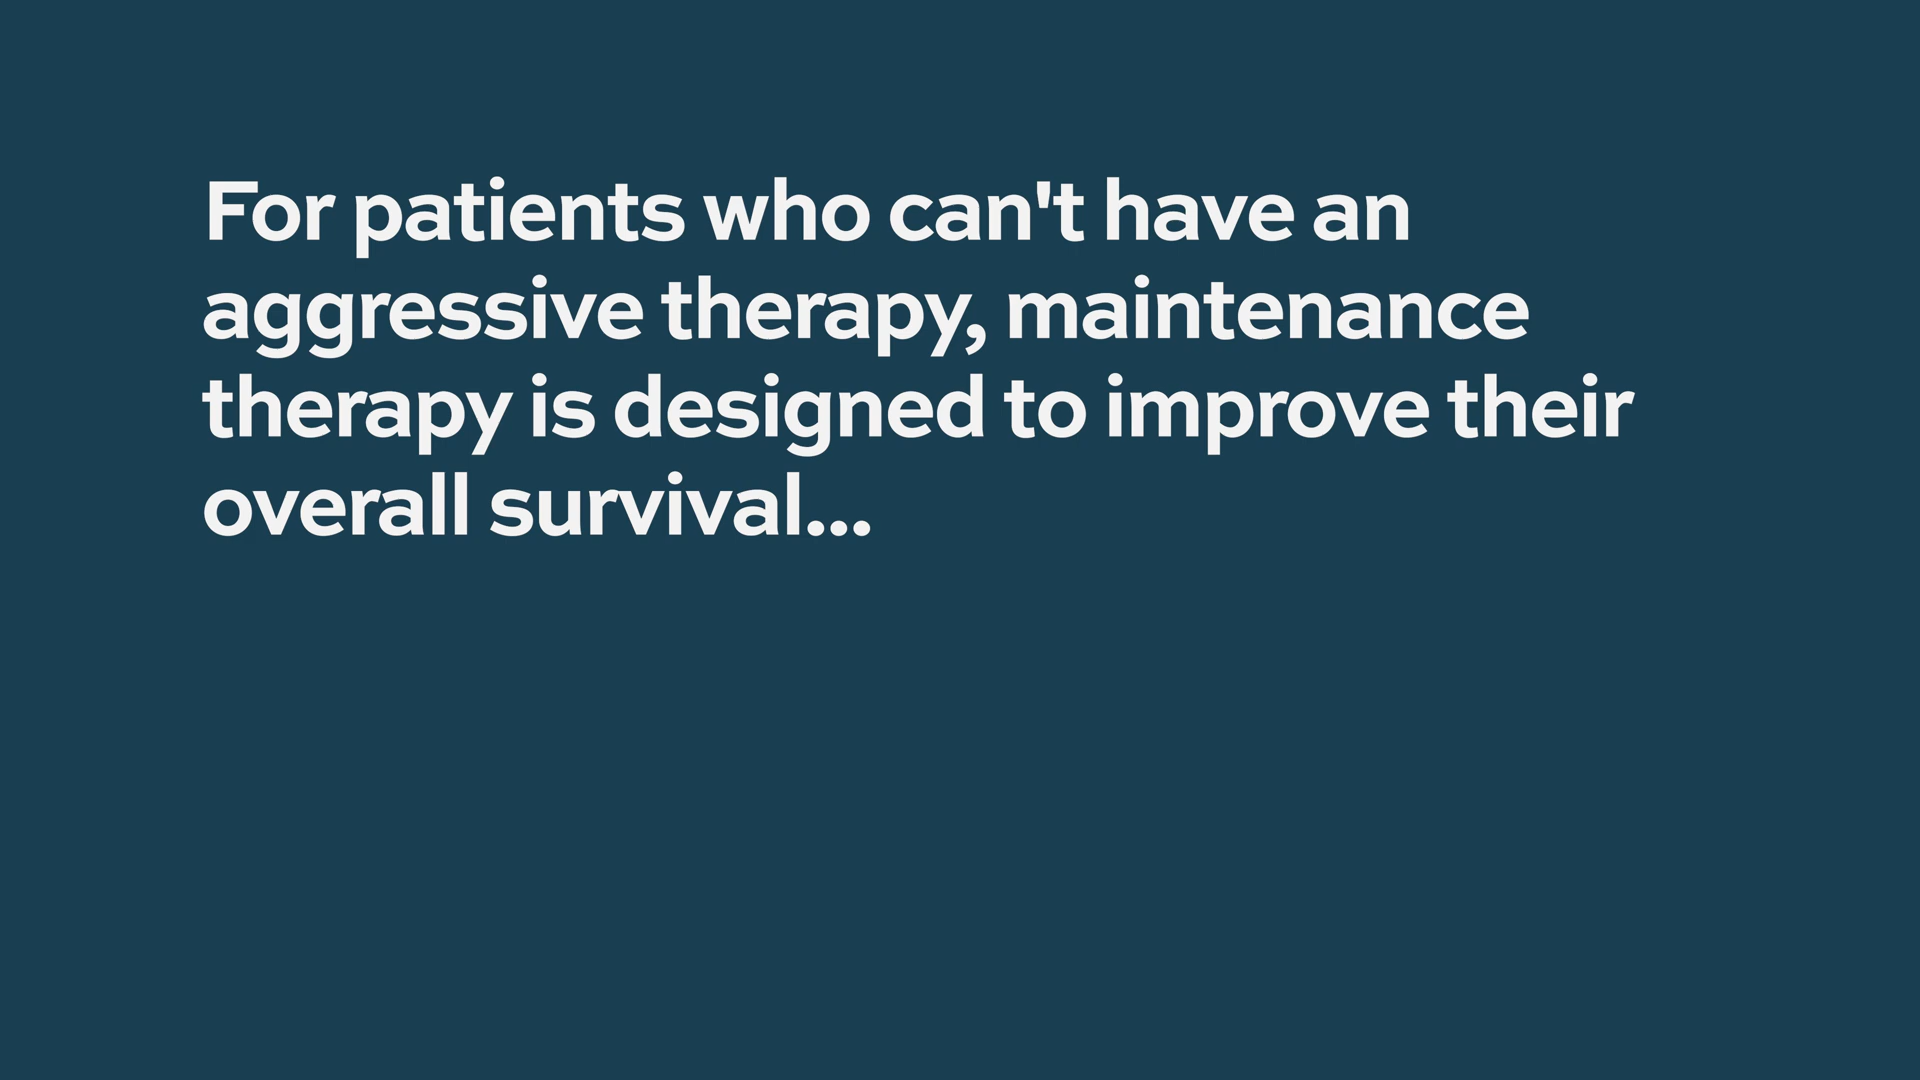 For patients who can't have an
aggressive therapy, maintenance
therapy is designed to improve their
overall survival...